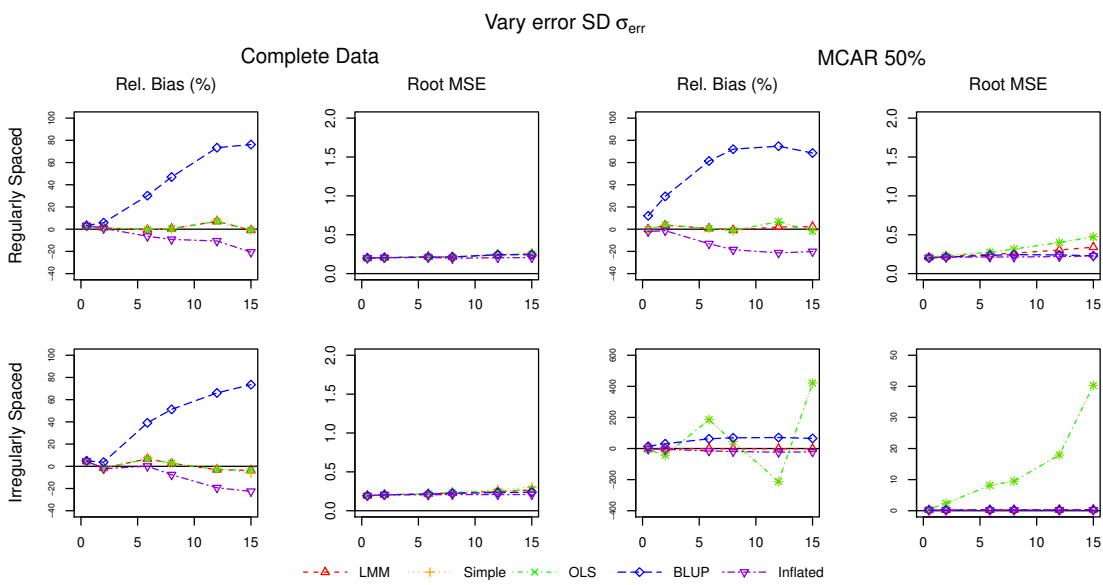 Vary error SD σerr
Complete Data MCAR 50%
Rel. Bias (%) Root MSE Rel. Bias (%) Root MSE
Regularly Spaced
-40 -20 0 20 40 60 80 100
0 5 10 15
0.0 0.5 1.0 1.5 2.0
0 5 10 15
-40 -20 0 20 40 60 80 100
0 5 10 15
0.0 0.5 1.0 1.5 2.0
0 5 10 15
Irregularly Spaced
-40 -20 0 20 40 60 80 100
0 5 10 15
0.0 0.5 1.0 1.5 2.0
0 5 10 15
-400 -200 0 200 400 600
0 5 10 15
0 10 20 30 40 50
0 5 10 15
LMM Simple OLS BLUP Inflated